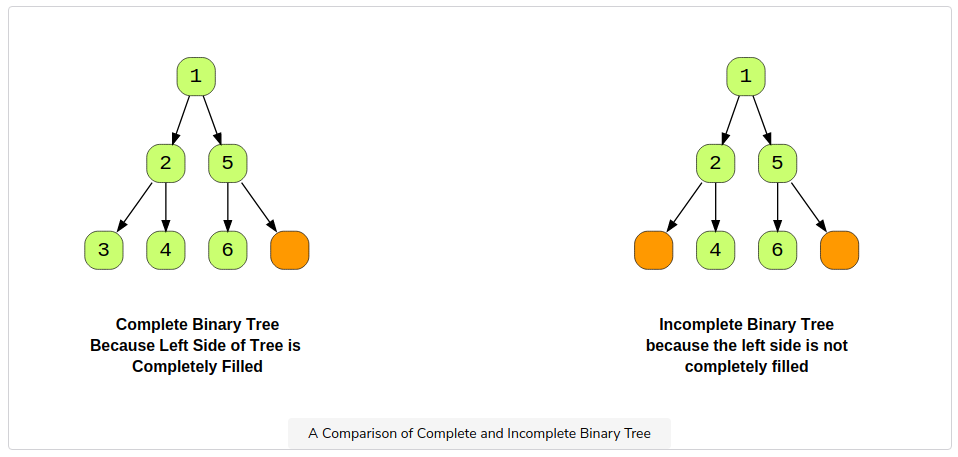 1
2 5
3 4 6
Complete Binary Tree
Because Left Side of Tree is
Completely Filled
1
2 5
4 6
Incomplete Binary Tree
because the left side is not
completely filled
A Comparison of Complete and Incomplete Binary Tree